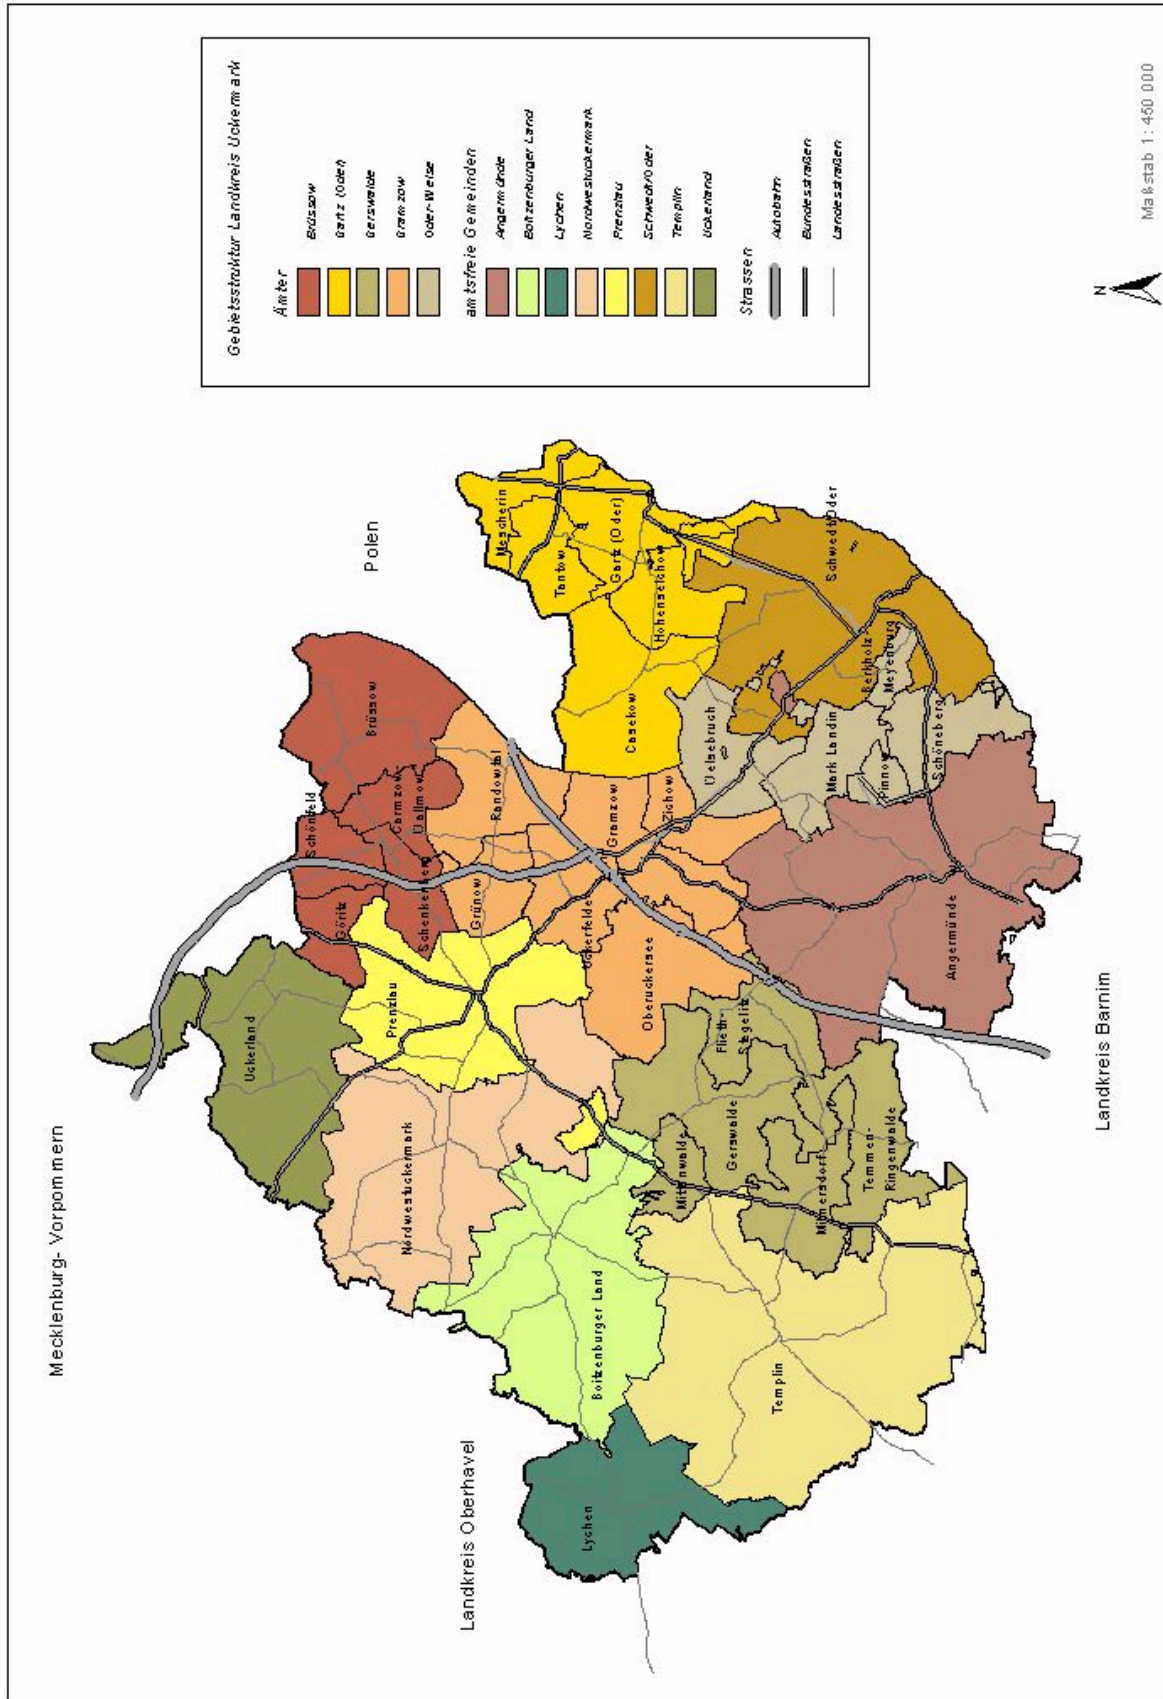 Mecklenburg- Vorpommern
Polen
Landkreis Oberhavel
Landkreis Barnim
Uckerland
Göritz
Schönfeld
Brüssow
Carmzow
Wallmow
Schenkenberg
Prenzlau
Nordwestuckermark
Grünow
Randowtal
Uckerfelde
Gramzow
Zichow
Oberuckersee
Mescherin
Tantow
Gartz (Oder)
Hohenselchow
Casekow
Welsebruch
Schwedt/Oder
Berkholz-
Meyenburg
Mark Landin
Pinnow
Schöneberg
Angermünde
Boitzenburger Land
Lychen
Templin
Mittenwalde
Gerswalde
Flieth-
Stegelitz
Milmersdorf
Temmen-
Ringenwalde
Gebietsstruktur Landkreis Uckermark
Ämter
Brüssow
Gartz (Oder)
Gerswalde
Gramzow
Oder-Welse
amtsfreie Gemeinden
Angermünde
Boitzenburger Land
Lychen
Nordwestuckermark
Prenzlau
Schwedt/Oder
Templin
Uckerland
Strassen
Autobahn
Bundesstraßen
Landesstraßen
N
Maßstab 1: 450 000